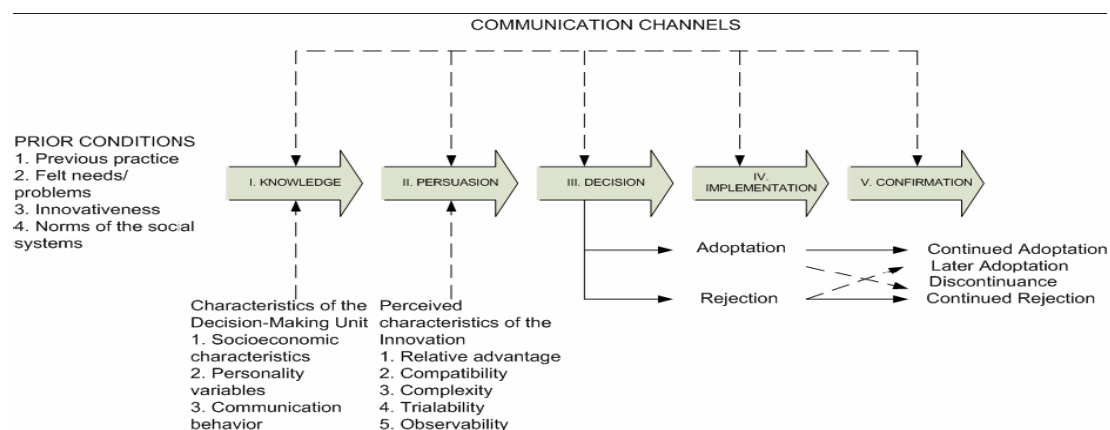 COMMUNICATION CHANNELS
PRIOR CONDITIONS
1. Previous practice
2. Felt needs/
problems
3. Innovativeness
4. Norms of the social
systems
I. KNOWLEDGE
II. PERSUASION
III. DECISION
IV.
IMPLEMENTATION
V. CONFIRMATION
Adoptation
Rejection
Continued Adoptation
Later Adoptation
Discontinuance
Continued Rejection
Characteristics of the
Decision-Making Unit
1. Socioeconomic
characteristics
2. Personality
variables
3. Communication
behavior
Perceived
characteristics of the
Innovation
1. Relative advantage
2. Compatibility
3. Complexity
4. Trialability
5. Observability